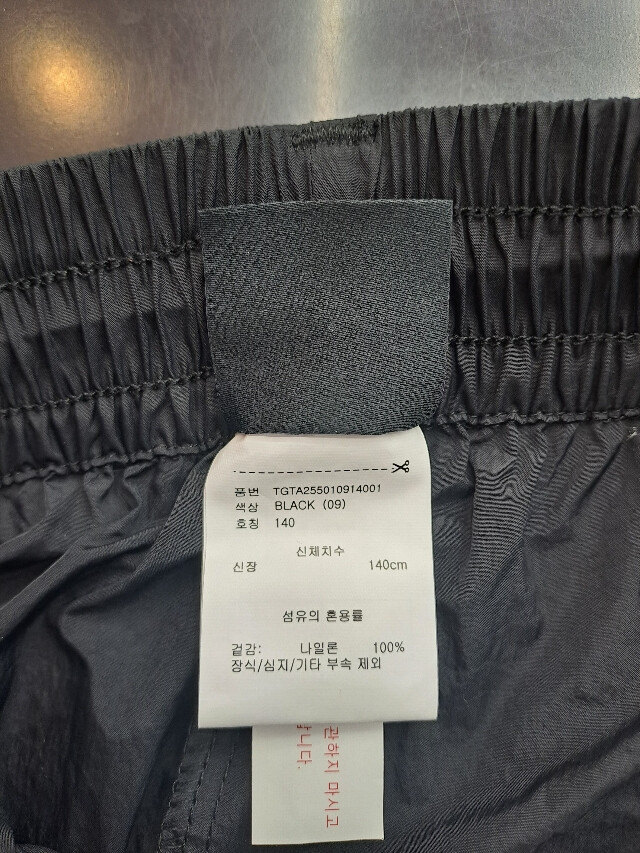 품번 TGTA255010914001
색상 BLACK (09)
호칭 140
신체치수
신장 140cm
섬유의 혼용률
겉감: 나일론 100%
장식/심지/기타 부속 제외
관하지 마시고
랍니다.